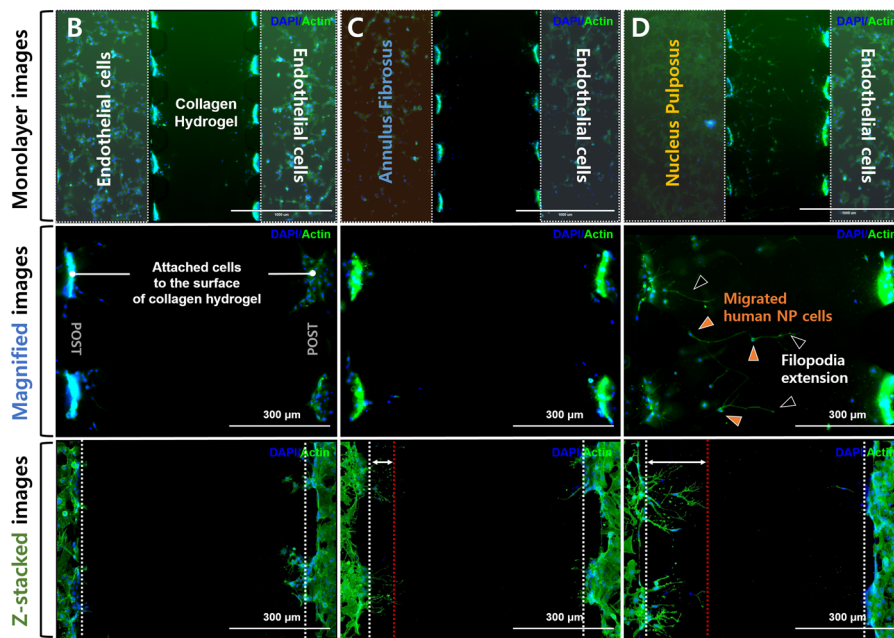 Monolayer images
B
DAPI/Actin
Endothelial cells
Collagen
Hydrogel
Endothelial cells
C
DAPI/Actin
Annulus Fibrosus
Endothelial cells
D
DAPI/Actin
Nucleus Pulposus
Endothelial cells
Magnified images
DAPI/Actin
Attached cells
to the surface
of collagen hydrogel
POST
POST
300 μm
DAPI/Actin
300 μm
DAPI/Actin
Migrated
human NP cells
Filopodia
extension
300 μm
Z-stacked images
DAPI/Actin
300 μm
DAPI/Actin
300 μm
DAPI/Actin
300 μm